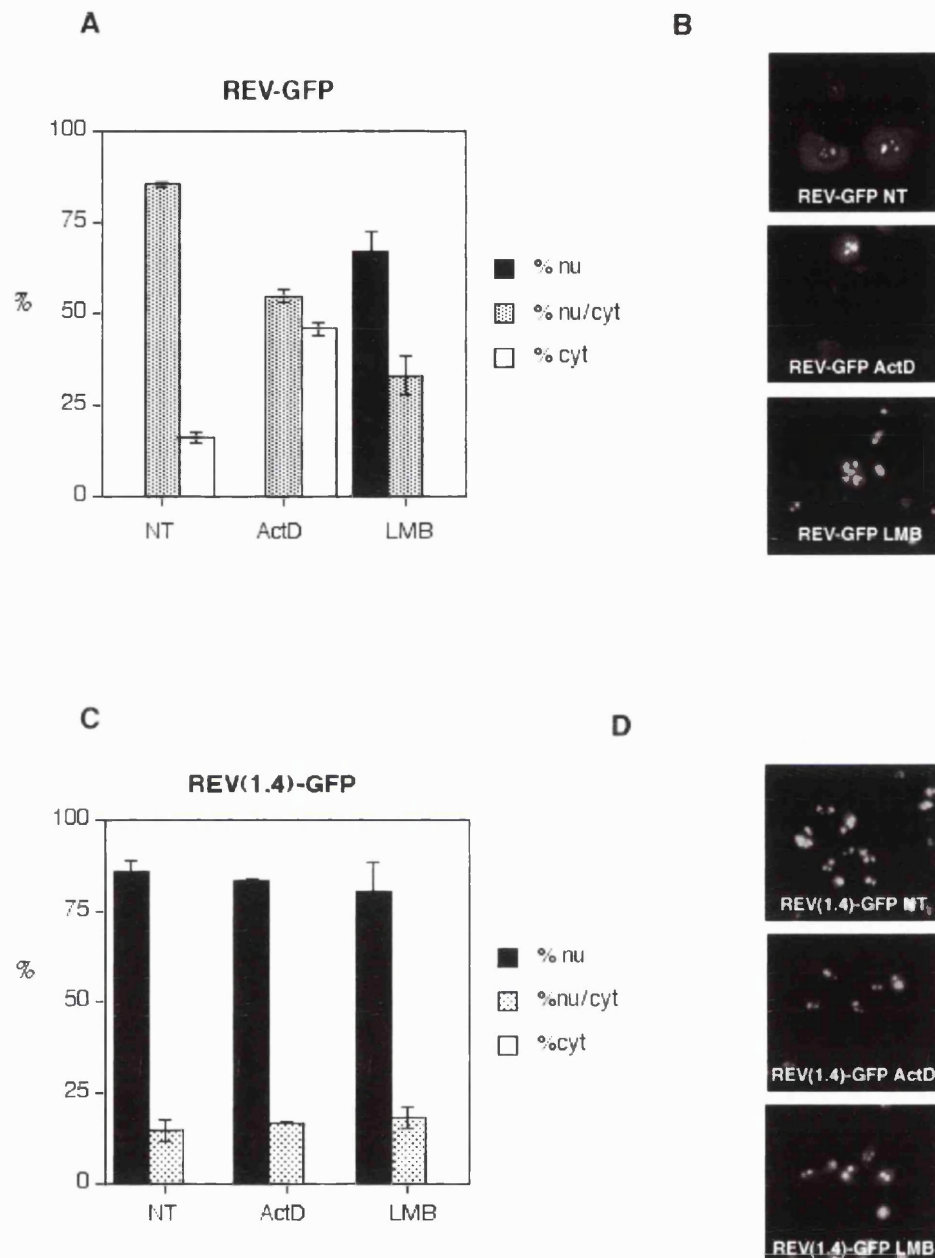 A
REV-GFP
100
75
50
25
0
%
NT ActD LMB
% nu
% nu/cyt
% cyt
B
REV-GFP NT
REV-GFP ActD
REV-GFP LMB
C
REV(1.4)-GFP
100
75
50
25
0
%
NT ActD LMB
% nu
%nu/cyt
%cyt
D
REV(1.4)-GFP NT
REV(1.4)-GFP ActD
REV(1.4)-GFP LMB